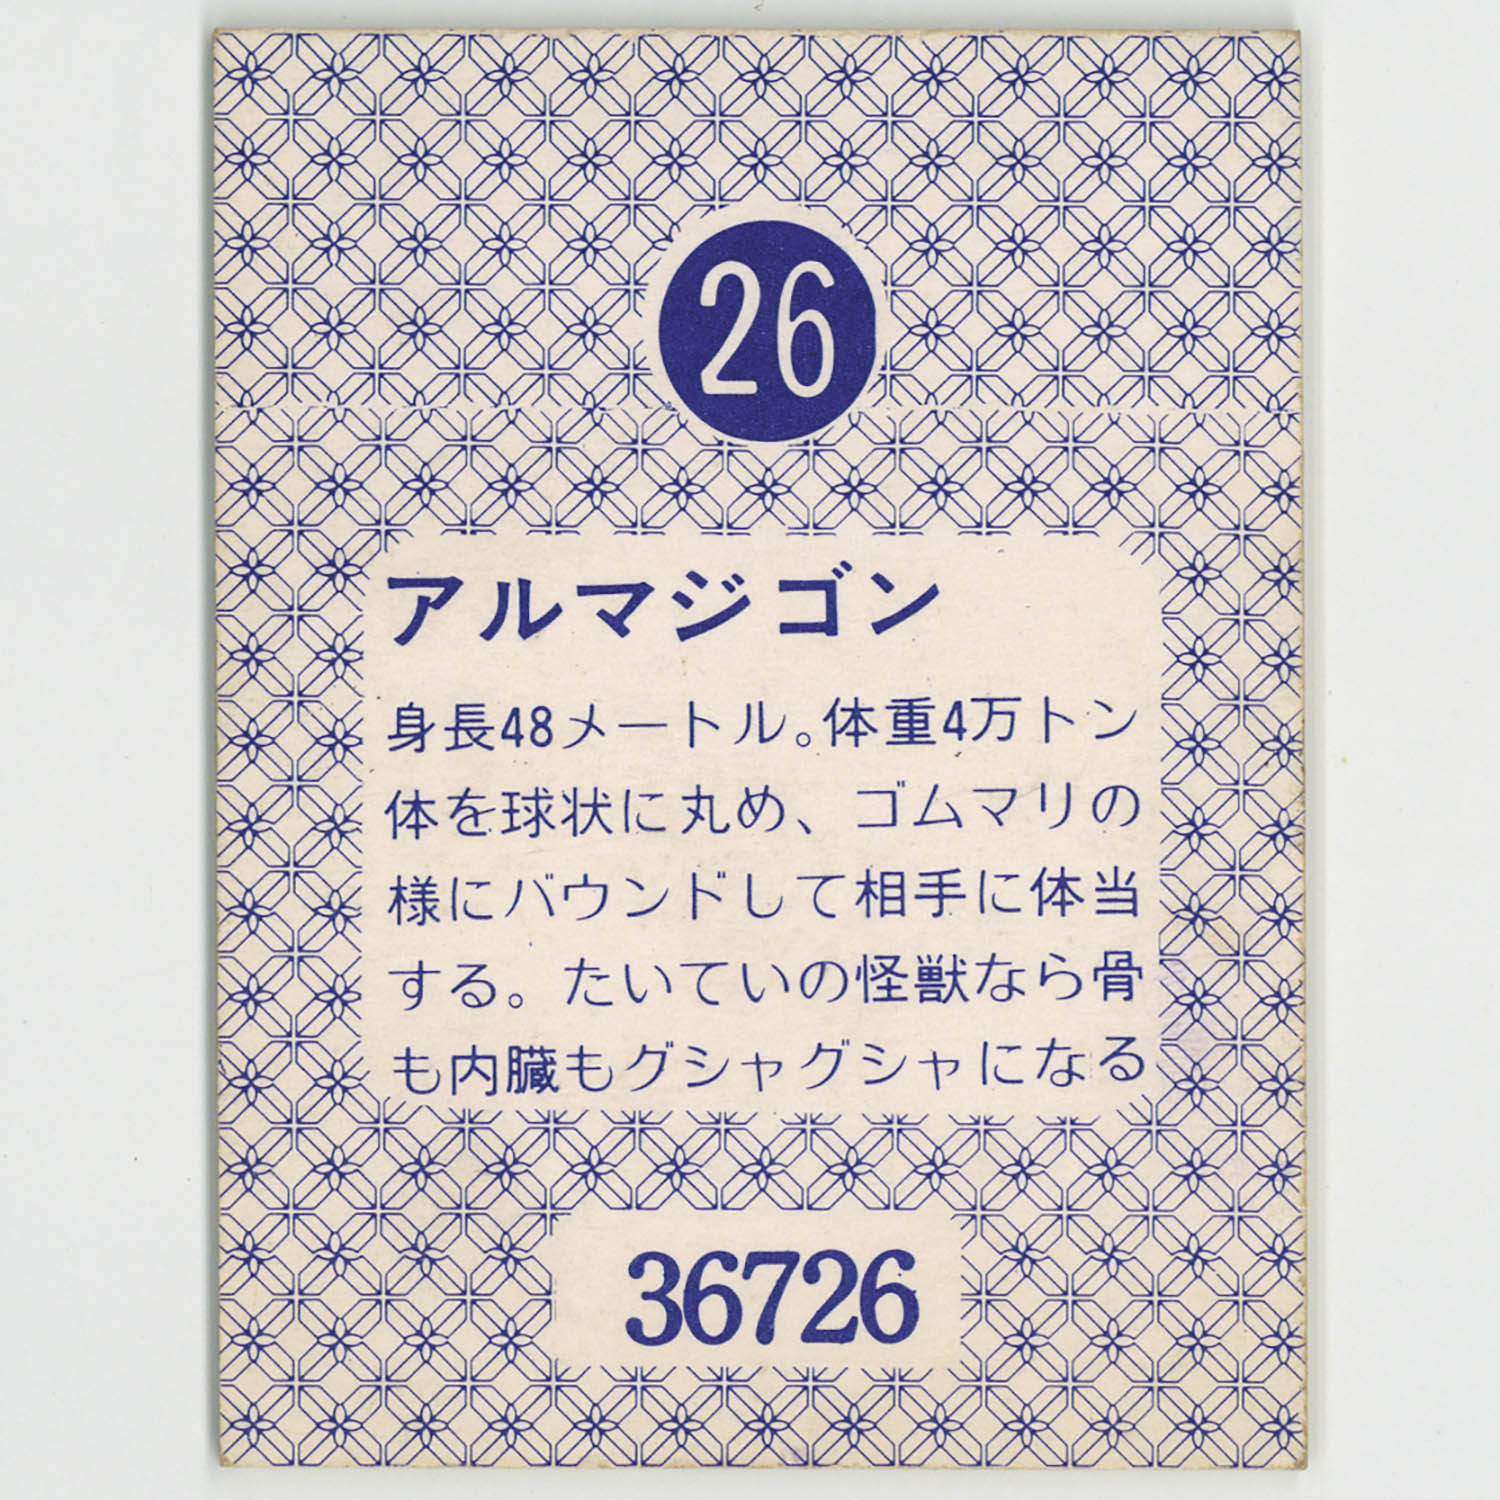 26
アルマジゴン
身長48メートル。体重4万トン
体を球状に丸め、ゴムマリの
様にバウンドして相手に体当
する。たいていの怪獣なら骨
も内臓もグシャグシャになる
36726